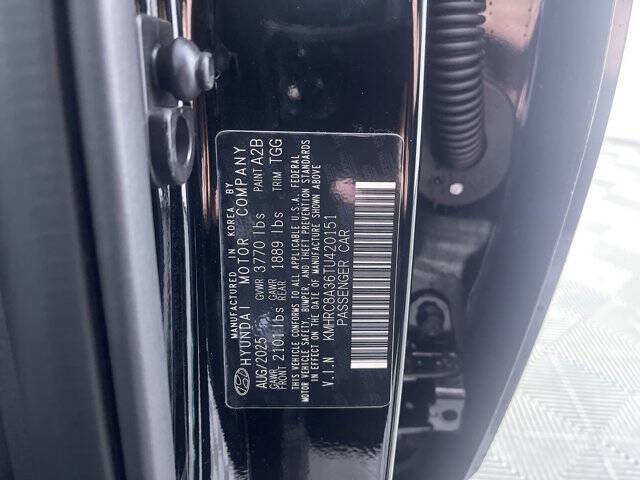 MANUFACTURED IN KOREA BY
HYUNDAI MOTOR COMPANY
AUG/2025 GVWR 3770 lbs PAINT A2B
GAWR FRONT 2101 lbs GAWR REAR 1889 lbs TRIM TGG
THIS VEHICLE CONFORMS TO ALL APPLICABLE U.S.A. FEDERAL
MOTOR VEHICLE SAFETY, BUMPER, AND THEFT PREVENTION STANDARDS
IN EFFECT ON THE DATE OF MANUFACTURE SHOWN ABOVE
V.I.N KMHRC8A36TU420151
PASSENGER CAR